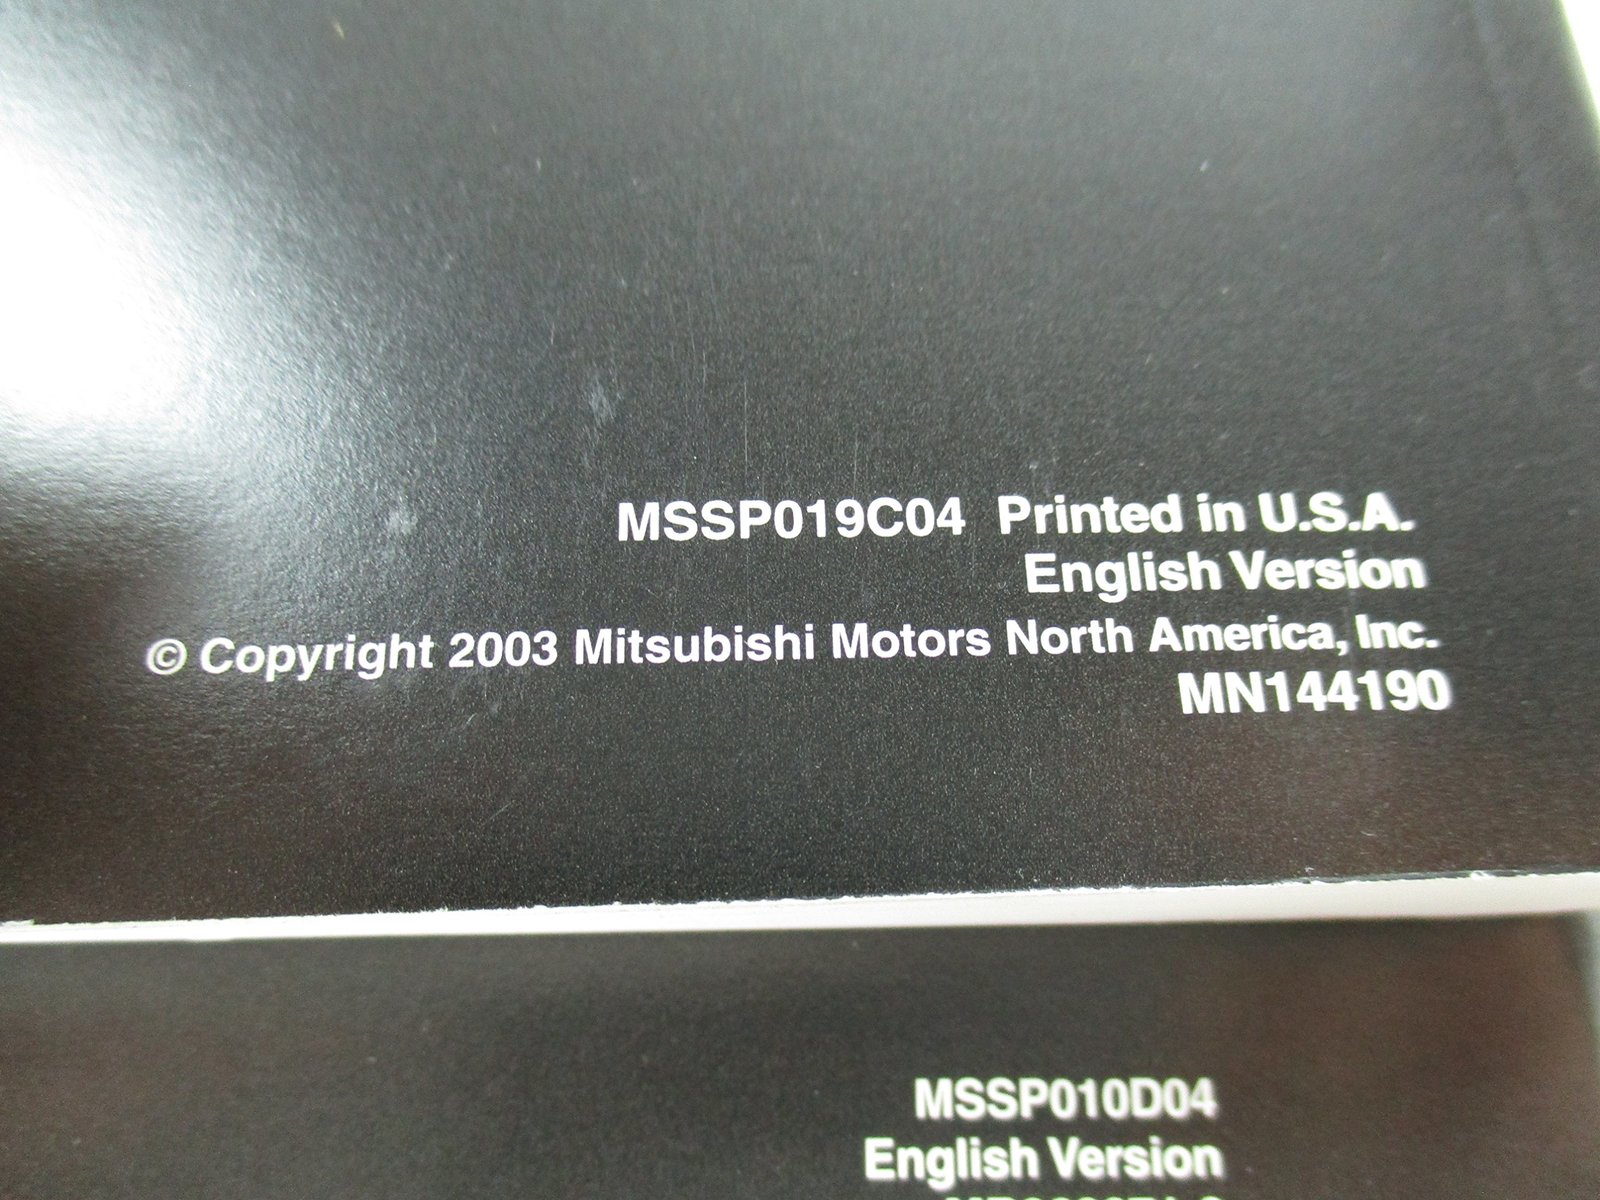 MSSP019C04 Printed in U.S.A.
English Version
© Copyright 2003 Mitsubishi Motors North America, Inc.
MN144190
MSSP010D04
English Version